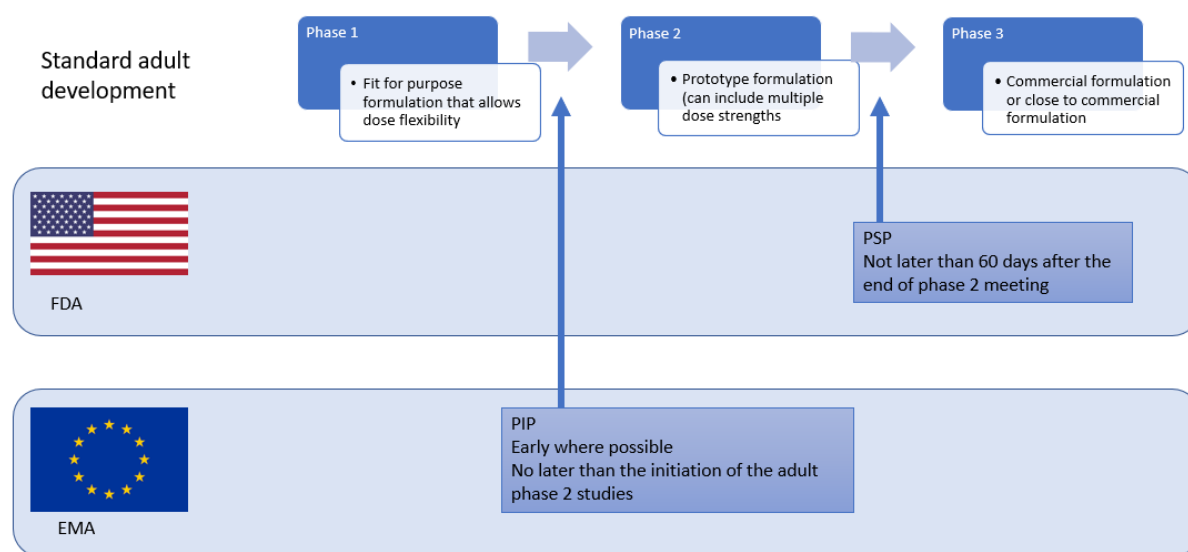 Standard adult
development
Phase 1
• Fit for purpose
formulation that allows
dose flexibility
Phase 2
• Prototype formulation
(can include multiple
dose strengths
Phase 3
• Commercial formulation
or close to commercial
formulation
FDA
PSP
Not later than 60 days after the
end of phase 2 meeting
EMA
PIP
Early where possible
No later than the initiation of the adult
phase 2 studies